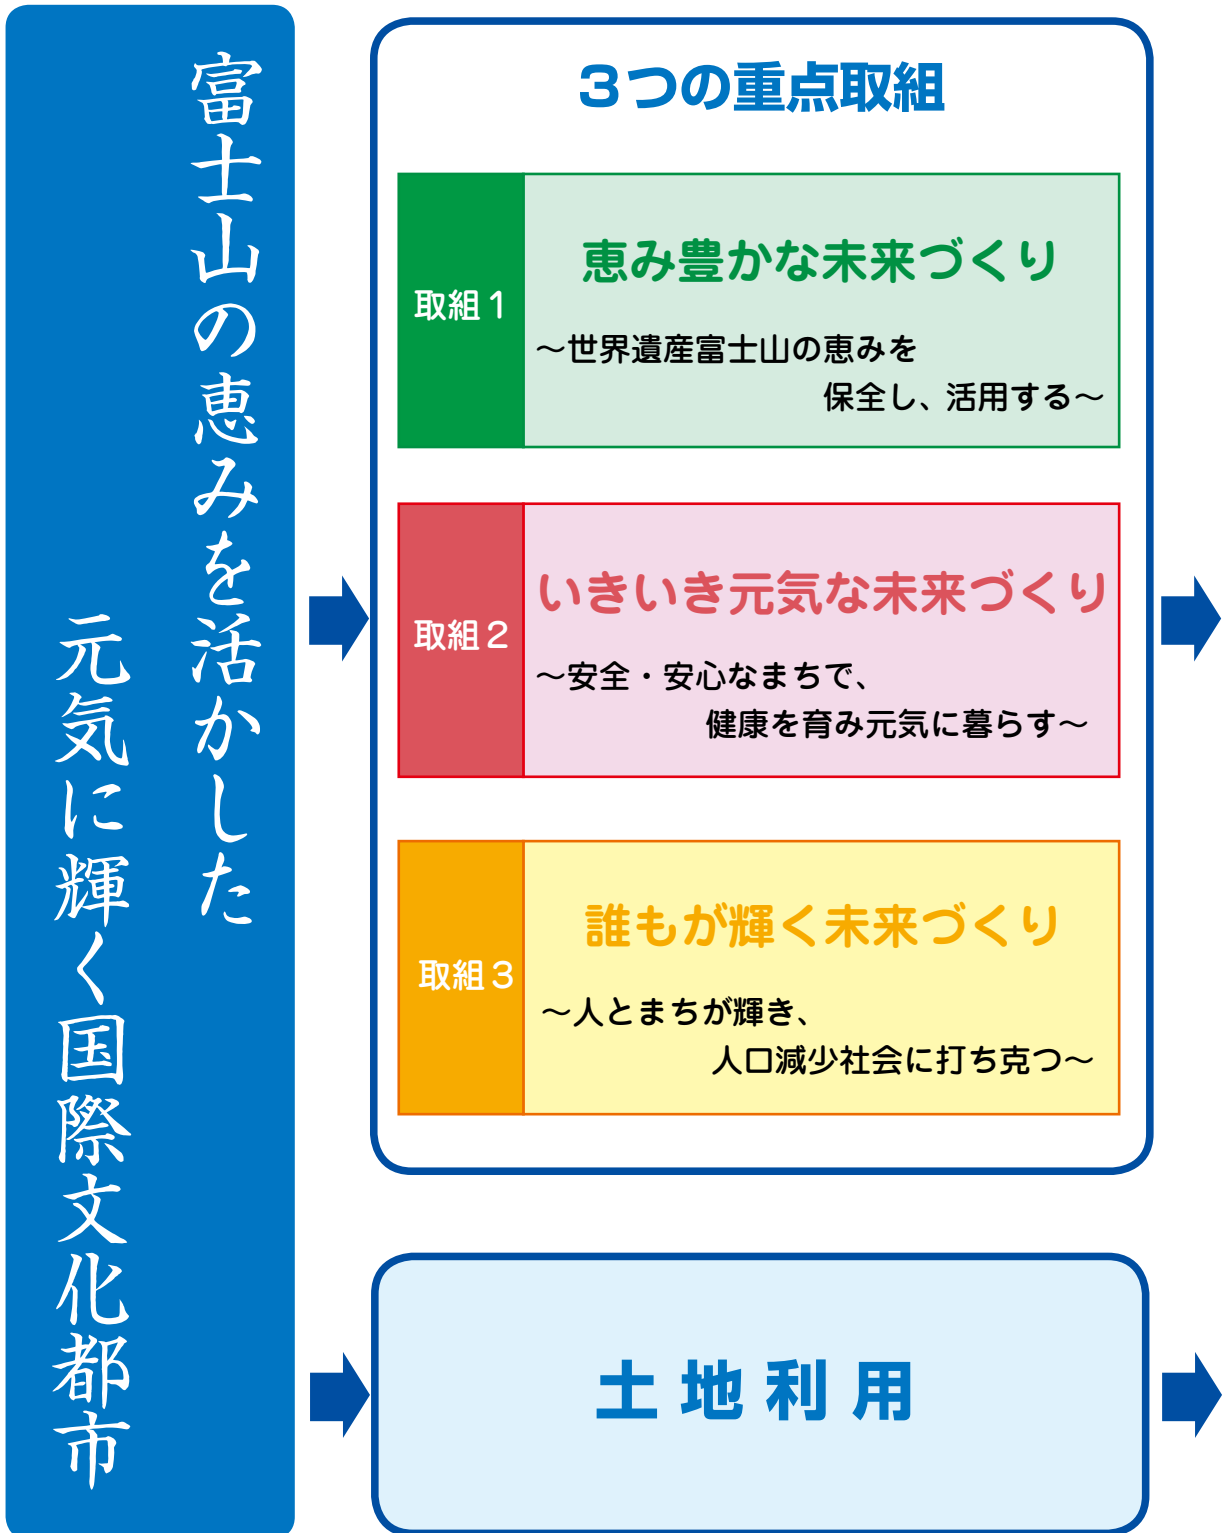 富士山の恵みを活かした
元気に輝く国際文化都市
3つの重点取組
取組1
恵み豊かな未来づくり
～世界遺産富士山の恵みを
保全し、活用する～
取組2
いきいき元気な未来づくり
～安全・安心なまちで、
健康を育み元気に暮らす～
取組3
誰もが輝く未来づくり
～人とまちが輝き、
人口減少社会に打ち克つ～
土地利用